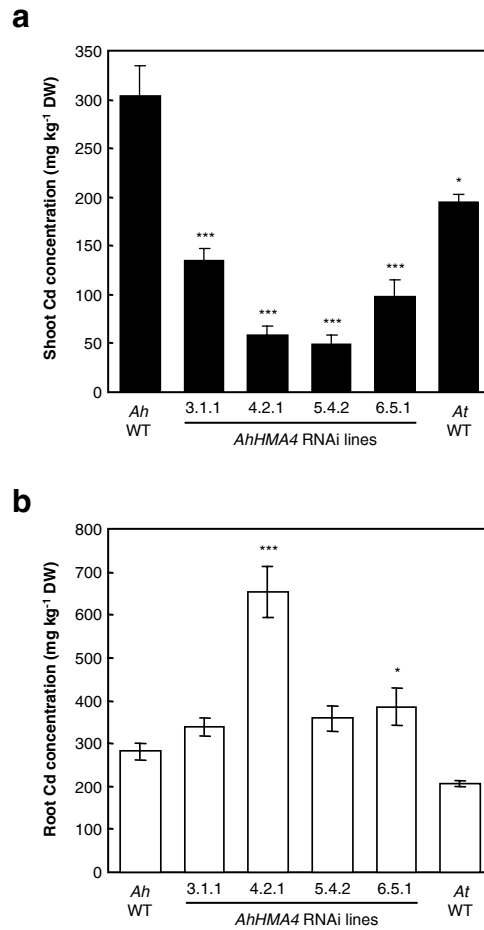 a
Shoot Cd concentration (mg kg⁻¹ DW)
350
300
250
200
150
100
50
0
***
***
***
***
*
Ah
WT
3.1.1
4.2.1
5.4.2
6.5.1
At
WT
AhHMA4 RNAi lines
b
Root Cd concentration (mg kg⁻¹ DW)
800
700
600
500
400
300
200
100
0
***
*
Ah
WT
3.1.1
4.2.1
5.4.2
6.5.1
At
WT
AhHMA4 RNAi lines